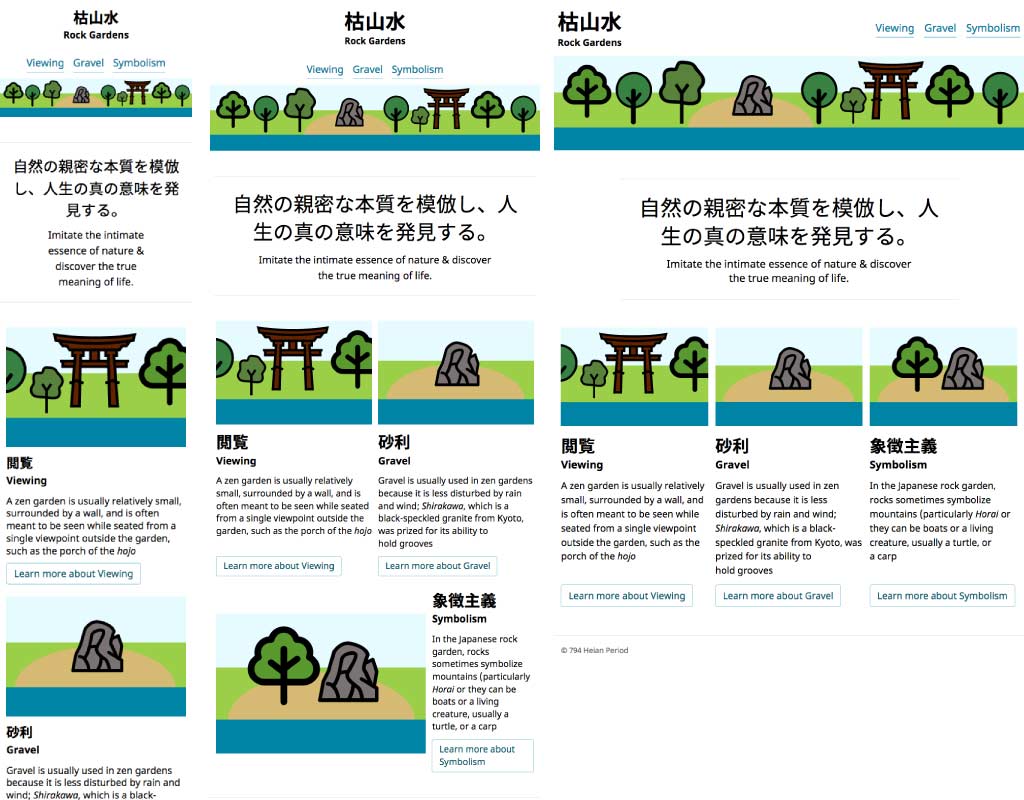 枯山水
Rock Gardens
Viewing Gravel Symbolism
自然の親密な本質を模倣
し、人生の真の意味を発
見する。
Imitate the intimate
essence of nature &
discover the true
meaning of life.
閲覧
Viewing
A zen garden is usually relatively small,
surrounded by a wall, and is often
meant to be seen while seated from a
single viewpoint outside the garden,
such as the porch of the hojo
Learn more about Viewing
砂利
Gravel
Gravel is usually used in zen gardens
because it is less disturbed by rain and
wind; Shirakawa, which is a black-
枯山水
Rock Gardens
Viewing Gravel Symbolism
自然の親密な本質を模倣し、人
生の真の意味を発見する。
Imitate the intimate essence of nature & discover
the true meaning of life.
閲覧
Viewing
A zen garden is usually relatively
small, surrounded by a wall, and is
often meant to be seen while seated
from a single viewpoint outside the
garden, such as the porch of the hojo
Learn more about Viewing
砂利
Gravel
Gravel is usually used in zen gardens
because it is less disturbed by rain
and wind; Shirakawa, which is a
black-speckled granite from Kyoto,
was prized for its ability to
hold grooves
Learn more about Gravel
象徴主義
Symbolism
In the Japanese rock
garden, rocks
sometimes symbolize
mountains (particularly
Horai or they can be
boats or a living
creature, usually a
turtle, or a carp
Learn more about
Symbolism
枯山水
Rock Gardens
Viewing Gravel Symbolism
自然の親密な本質を模倣し、人
生の真の意味を発見する。
Imitate the intimate essence of nature & discover
the true meaning of life.
閲覧
Viewing
A zen garden is usually relatively
small, surrounded by a wall, and
is often meant to be seen while
seated from a single viewpoint
outside the garden, such as the
porch of the hojo
Learn more about Viewing
砂利
Gravel
Gravel is usually used in zen
gardens because it is less
disturbed by rain and wind;
Shirakawa, which is a black-
speckled granite from Kyoto, was
prized for its ability to
hold grooves
Learn more about Gravel
象徴主義
Symbolism
In the Japanese rock garden,
rocks sometimes symbolize
mountains (particularly Horai or
they can be boats or a living
creature, usually a turtle, or
a carp
Learn more about Symbolism
© 794 Heian Period